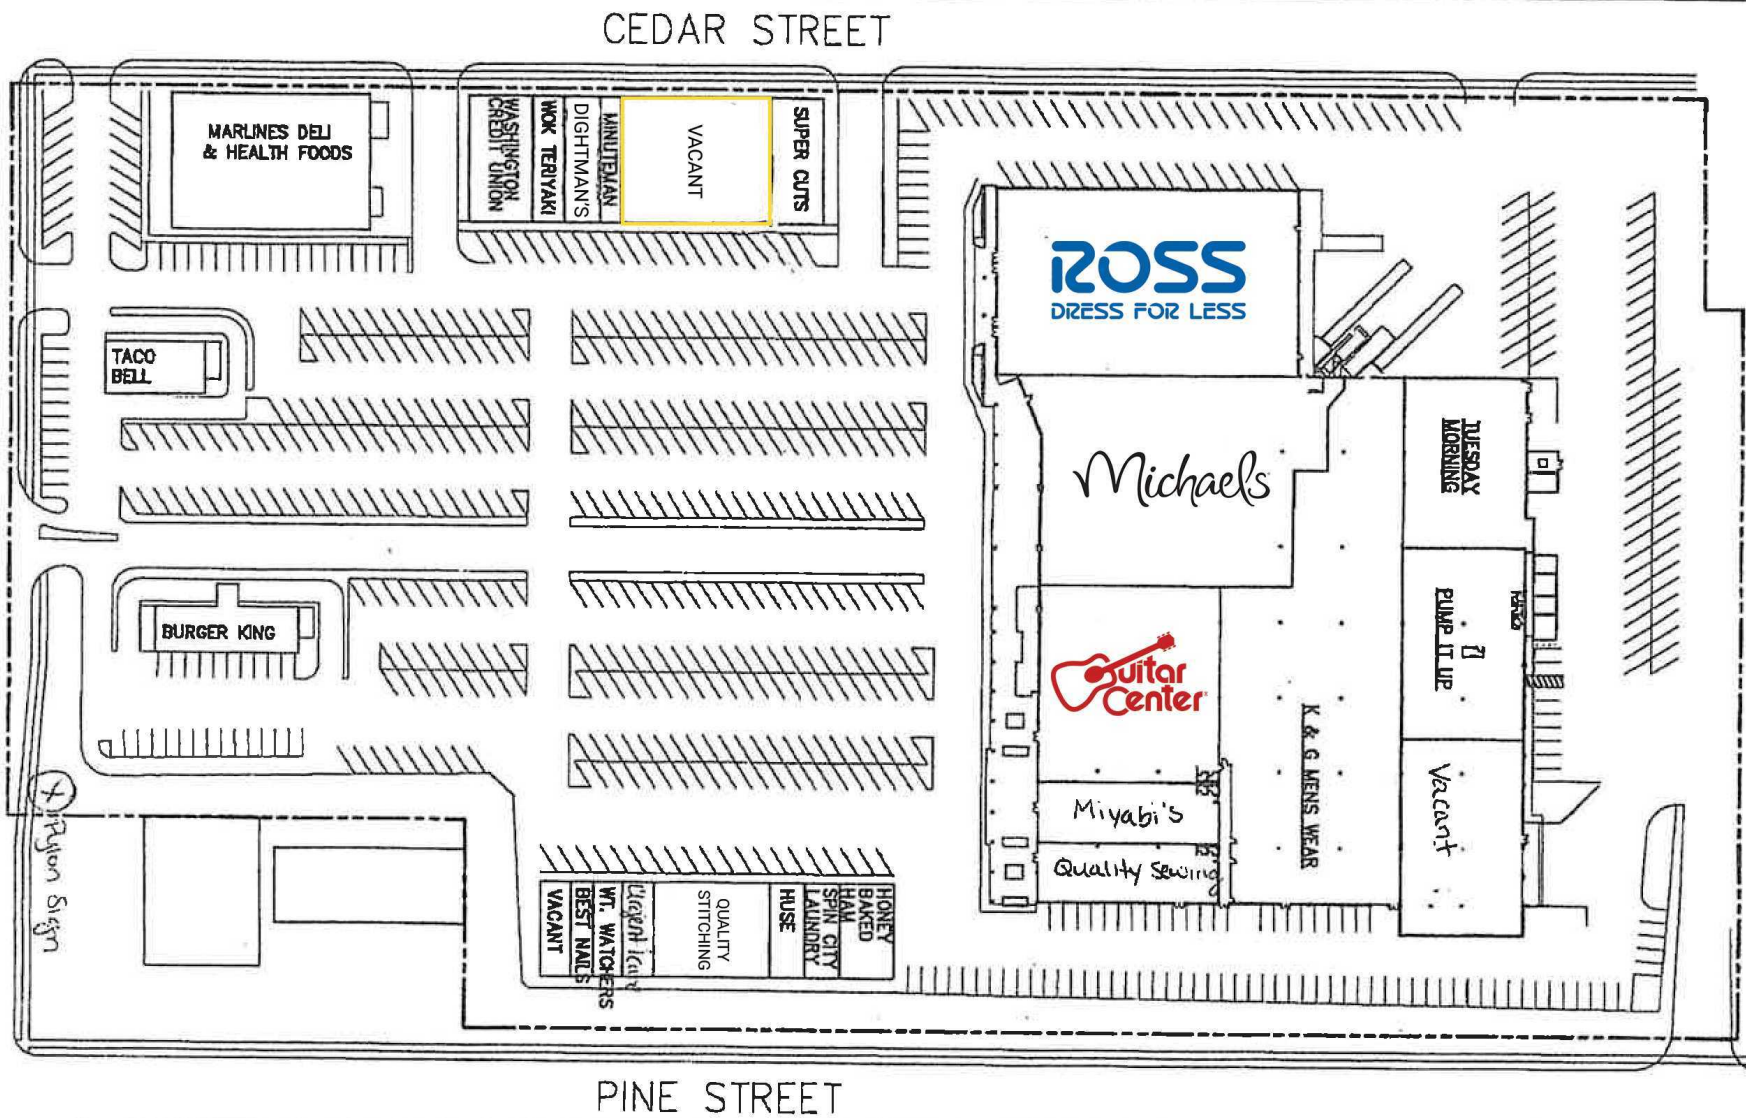 CEDAR STREET
MARLINES DELI
& HEALTH FOODS
WASHINGTON
CREDIT UNION
WOK TERIYAKI
DIGHTMAN'S
MINUTEMAN
VACANT
SUPER CUTS
ROSS
DRESS FOR LESS
TACO
BELL
Michaels
TUESDAY
MORNING
BURGER KING
Guitar
Center
PUMP IT UP
K & G MENS WEAR
Vacant
Miyabi's
Quality Sewing
X Pylon Sign
VACANT
BEST NAILS
WT. WATCHERS
QUALITY
STITCHING
HUSE
SPIN CITY
LAUNDRY
HONEY
BAKED
HAM
PINE STREET